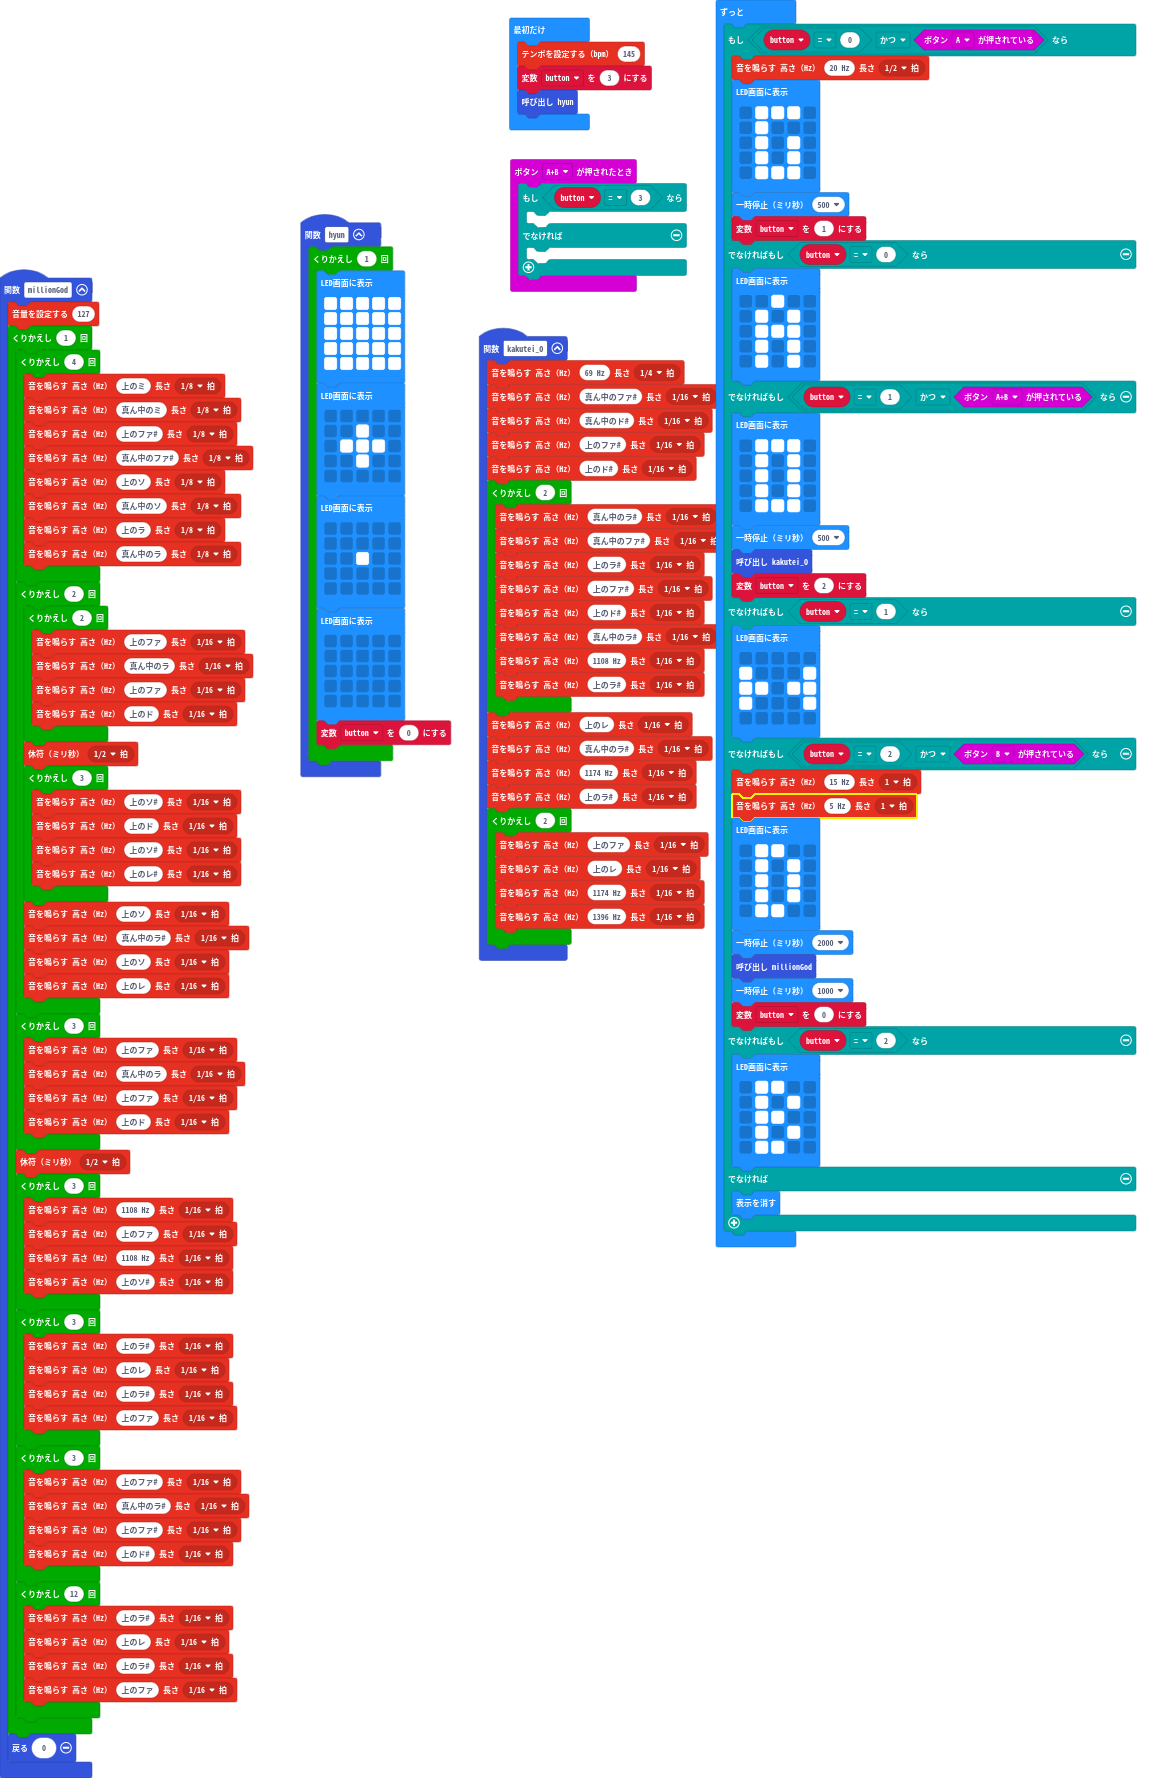 最初だけ
テンポを設定する (bpm) 145
変数 button を 3 にする
呼び出し hyun
ボタン A+B が押されたとき
もし button = 3 なら
でなければ
関数 hyun
くりかえし 1 回
LED画面に表示
LED画面に表示
LED画面に表示
LED画面に表示
変数 button を 0 にする
関数 millionGod
音量を設定する 127
くりかえし 1 回
くりかえし 4 回
音を鳴らす 高さ (Hz) 上のミ 長さ 1/8 拍
音を鳴らす 高さ (Hz) 真ん中のミ 長さ 1/8 拍
音を鳴らす 高さ (Hz) 上のファ# 長さ 1/8 拍
音を鳴らす 高さ (Hz) 真ん中のファ# 長さ 1/8 拍
音を鳴らす 高さ (Hz) 上のソ 長さ 1/8 拍
音を鳴らす 高さ (Hz) 真ん中のソ 長さ 1/8 拍
音を鳴らす 高さ (Hz) 上のラ 長さ 1/8 拍
音を鳴らす 高さ (Hz) 真ん中のラ 長さ 1/8 拍
くりかえし 2 回
くりかえし 2 回
音を鳴らす 高さ (Hz) 上のファ 長さ 1/16 拍
音を鳴らす 高さ (Hz) 真ん中のラ 長さ 1/16 拍
音を鳴らす 高さ (Hz) 上のファ 長さ 1/16 拍
音を鳴らす 高さ (Hz) 上のド 長さ 1/16 拍
休符 (ミリ秒) 1/2 拍
くりかえし 3 回
音を鳴らす 高さ (Hz) 上のソ# 長さ 1/16 拍
音を鳴らす 高さ (Hz) 上のド 長さ 1/16 拍
音を鳴らす 高さ (Hz) 上のソ# 長さ 1/16 拍
音を鳴らす 高さ (Hz) 上のレ# 長さ 1/16 拍
音を鳴らす 高さ (Hz) 上のソ 長さ 1/16 拍
音を鳴らす 高さ (Hz) 真ん中のラ# 長さ 1/16 拍
音を鳴らす 高さ (Hz) 上のソ 長さ 1/16 拍
音を鳴らす 高さ (Hz) 上のレ 長さ 1/16 拍
くりかえし 3 回
音を鳴らす 高さ (Hz) 上のファ 長さ 1/16 拍
音を鳴らす 高さ (Hz) 真ん中のラ 長さ 1/16 拍
音を鳴らす 高さ (Hz) 上のファ 長さ 1/16 拍
音を鳴らす 高さ (Hz) 上のド 長さ 1/16 拍
休符 (ミリ秒) 1/2 拍
くりかえし 3 回
音を鳴らす 高さ (Hz) 1108 Hz 長さ 1/16 拍
音を鳴らす 高さ (Hz) 上のファ 長さ 1/16 拍
音を鳴らす 高さ (Hz) 1108 Hz 長さ 1/16 拍
音を鳴らす 高さ (Hz) 上のソ# 長さ 1/16 拍
くりかえし 3 回
音を鳴らす 高さ (Hz) 上のラ# 長さ 1/16 拍
音を鳴らす 高さ (Hz) 上のレ 長さ 1/16 拍
音を鳴らす 高さ (Hz) 上のラ# 長さ 1/16 拍
音を鳴らす 高さ (Hz) 上のファ 長さ 1/16 拍
くりかえし 3 回
音を鳴らす 高さ (Hz) 上のファ# 長さ 1/16 拍
音を鳴らす 高さ (Hz) 真ん中のラ# 長さ 1/16 拍
音を鳴らす 高さ (Hz) 上のファ# 長さ 1/16 拍
音を鳴らす 高さ (Hz) 上のド# 長さ 1/16 拍
くりかえし 12 回
音を鳴らす 高さ (Hz) 上のラ# 長さ 1/16 拍
音を鳴らす 高さ (Hz) 上のレ 長さ 1/16 拍
音を鳴らす 高さ (Hz) 上のラ# 長さ 1/16 拍
音を鳴らす 高さ (Hz) 上のファ 長さ 1/16 拍
戻る 0
関数 kakutei_0
音を鳴らす 高さ (Hz) 69 Hz 長さ 1/4 拍
音を鳴らす 高さ (Hz) 真ん中のファ# 長さ 1/16 拍
音を鳴らす 高さ (Hz) 真ん中のド# 長さ 1/16 拍
音を鳴らす 高さ (Hz) 上のファ# 長さ 1/16 拍
音を鳴らす 高さ (Hz) 上のド# 長さ 1/16 拍
くりかえし 2 回
音を鳴らす 高さ (Hz) 真ん中のラ# 長さ 1/16 拍
音を鳴らす 高さ (Hz) 真ん中のファ# 長さ 1/16 拍
音を鳴らす 高さ (Hz) 上のラ# 長さ 1/16 拍
音を鳴らす 高さ (Hz) 上のファ# 長さ 1/16 拍
音を鳴らす 高さ (Hz) 上のド# 長さ 1/16 拍
音を鳴らす 高さ (Hz) 真ん中のラ# 長さ 1/16 拍
音を鳴らす 高さ (Hz) 1108 Hz 長さ 1/16 拍
音を鳴らす 高さ (Hz) 上のラ# 長さ 1/16 拍
音を鳴らす 高さ (Hz) 上のレ 長さ 1/16 拍
音を鳴らす 高さ (Hz) 真ん中のラ# 長さ 1/16 拍
音を鳴らす 高さ (Hz) 1174 Hz 長さ 1/16 拍
音を鳴らす 高さ (Hz) 上のラ# 長さ 1/16 拍
くりかえし 2 回
音を鳴らす 高さ (Hz) 上のファ 長さ 1/16 拍
音を鳴らす 高さ (Hz) 上のレ 長さ 1/16 拍
音を鳴らす 高さ (Hz) 1174 Hz 長さ 1/16 拍
音を鳴らす 高さ (Hz) 1396 Hz 長さ 1/16 拍
ずっと
もし button = 0 かつ ボタン A が押されている なら
音を鳴らす 高さ (Hz) 20 Hz 長さ 1/2 拍
LED画面に表示
一時停止 (ミリ秒) 500
変数 button を 1 にする
でなければもし button = 0 なら
LED画面に表示
でなければもし button = 1 かつ ボタン A+B が押されている なら
LED画面に表示
一時停止 (ミリ秒) 500
呼び出し kakutei_0
変数 button を 2 にする
でなければもし button = 1 なら
LED画面に表示
でなければもし button = 2 かつ ボタン B が押されている なら
音を鳴らす 高さ (Hz) 15 Hz 長さ 1 拍
音を鳴らす 高さ (Hz) 5 Hz 長さ 1 拍
LED画面に表示
一時停止 (ミリ秒) 2000
呼び出し millionGod
一時停止 (ミリ秒) 1000
変数 button を 0 にする
でなければもし button = 2 なら
LED画面に表示
でなければ
表示を消す